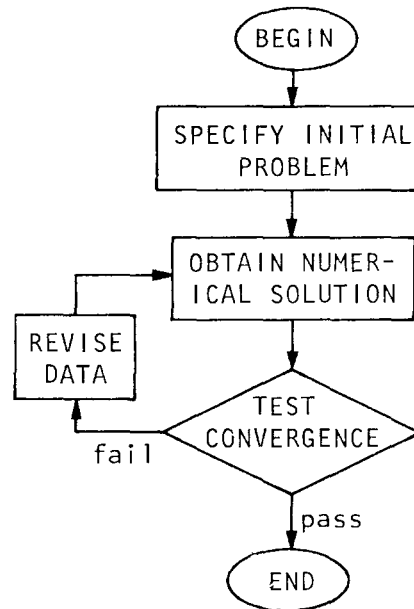 BEGIN
SPECIFY INITIAL
PROBLEM
OBTAIN NUMER-
ICAL SOLUTION
REVISE
DATA
TEST
CONVERGENCE
fail
pass
END